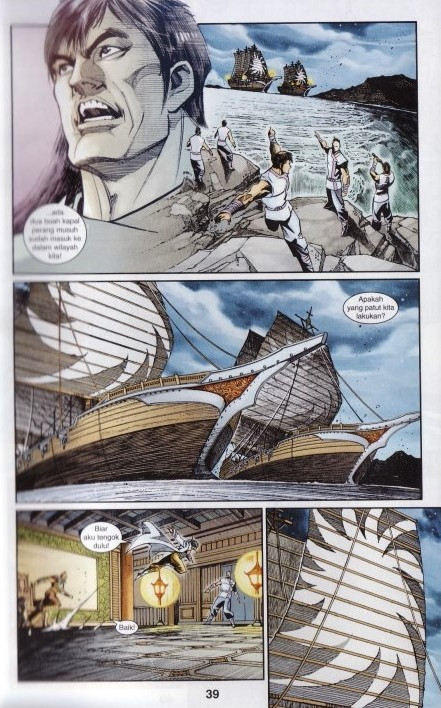 ...ada
dua buah kapal
perang musuh
sudah masuk ke
dalam wilayah
kita!
Apakah
yang patut kita
lakukan?
Biar
aku tengok
dulu!
Baik!
39